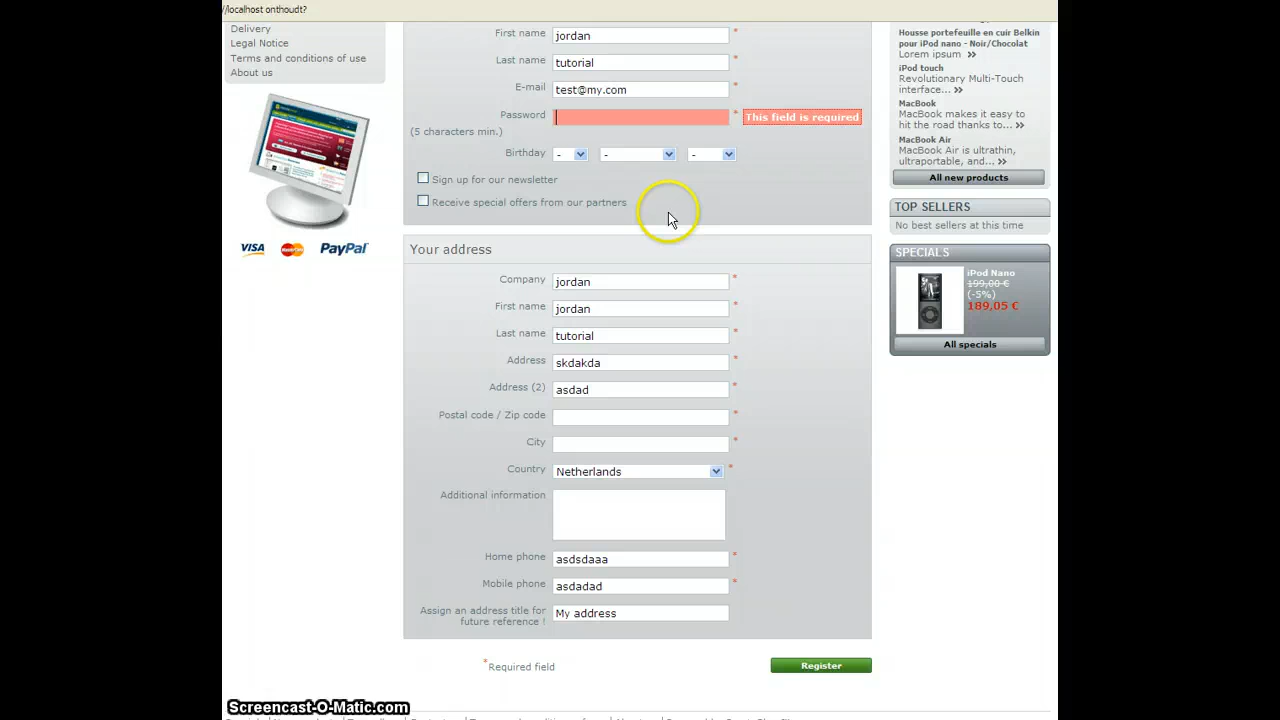 //localhost onthoudt?
Delivery
Legal Notice
Terms and conditions of use
About us
VISA
MasterCard
PayPal
First name
jordan
*
Last name
tutorial
*
E-mail
test@my.com
*
Password
*
This field is required
(5 characters min.)
Birthday
-
-
-
Sign up for our newsletter
Receive special offers from our partners
Your address
Company
jordan
*
First name
jordan
*
Last name
tutorial
*
Address
skdakda
*
Address (2)
asdad
*
Postal code / Zip code
*
City
*
Country
Netherlands
*
Additional information
Home phone
asdsdaaa
*
Mobile phone
asdadad
*
Assign an address title for
future reference !
My address
*Required field
Register
Housse portefeuille en cuir Belkin
pour iPod nano - Noir/Chocolat
Lorem ipsum »
iPod touch
Revolutionary Multi-Touch
interface... »
MacBook
MacBook makes it easy to
hit the road thanks to... »
MacBook Air
MacBook Air is ultrathin,
ultraportable, and... »
All new products
TOP SELLERS
No best sellers at this time
SPECIALS
iPod Nano
199,00 €
(-5%)
189,05 €
All specials
Screencast-O-Matic.com